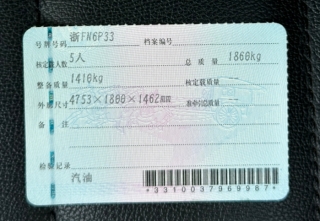 号牌号码 浙FN6P33 档案编号
核定载人数 5人 总质量 1860kg
整备质量 1410kg 核定载质量
外廓尺寸 4753×1800×1462mm 准牵引总质量
备注
检验记录
汽油
*3310037969987*